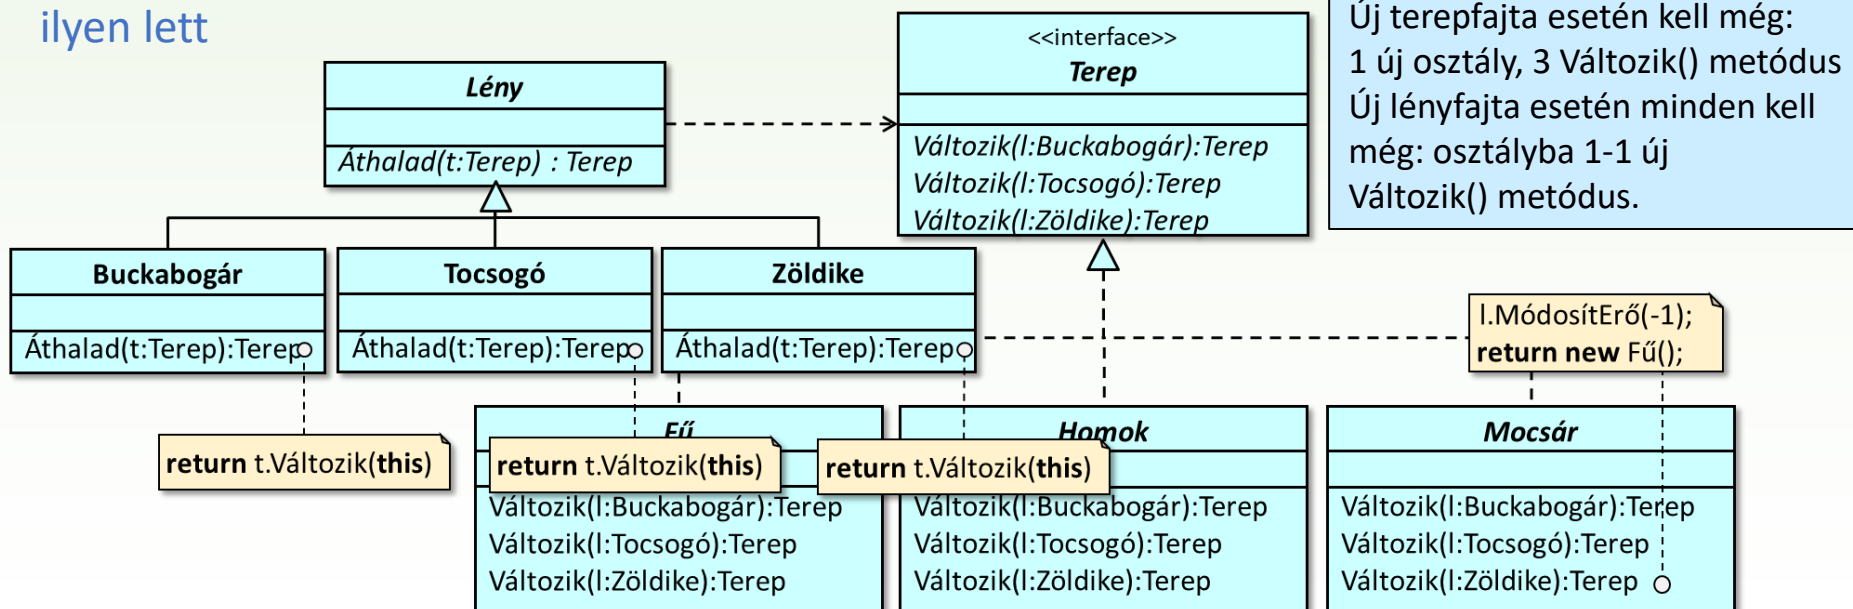 ilyen lett
Lény
Áthalad(t:Terep) : Terep
<<interface>>
Terep
Változik(l:Buckabogár):Terep
Változik(l:Tocsogó):Terep
Változik(l:Zöldike):Terep
Új terepfajta esetén kell még:
1 új osztály, 3 Változik() metódus
Új lényfajta esetén minden kell
még: osztályba 1-1 új
Változik() metódus.
Buckabogár
Áthalad(t:Terep):Terep
Tocsogó
Áthalad(t:Terep):Terep
Zöldike
Áthalad(t:Terep):Terep
l.MódosítErő(-1);
return new Fű();
return t.Változik(this)
return t.Változik(this)
return t.Változik(this)
Fű
Változik(l:Buckabogár):Terep
Változik(l:Tocsogó):Terep
Változik(l:Zöldike):Terep
Homok
Változik(l:Buckabogár):Terep
Változik(l:Tocsogó):Terep
Változik(l:Zöldike):Terep
Mocsár
Változik(l:Buckabogár):Terep
Változik(l:Tocsogó):Terep
Változik(l:Zöldike):Terep